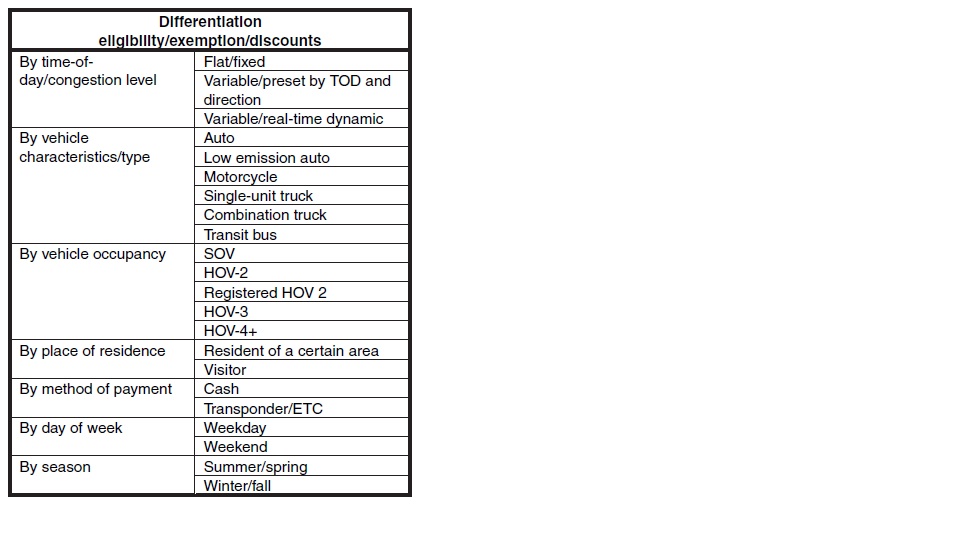 Differentiation
eligibility/exemption/discounts
By time-of-
day/congestion level
Flat/fixed
Variable/preset by TOD and
direction
Variable/real-time dynamic
By vehicle
characteristics/type
Auto
Low emission auto
Motorcycle
Single-unit truck
Combination truck
Transit bus
By vehicle occupancy
SOV
HOV-2
Registered HOV 2
HOV-3
HOV-4+
By place of residence
Resident of a certain area
Visitor
By method of payment
Cash
Transponder/ETC
By day of week
Weekday
Weekend
By season
Summer/spring
Winter/fall